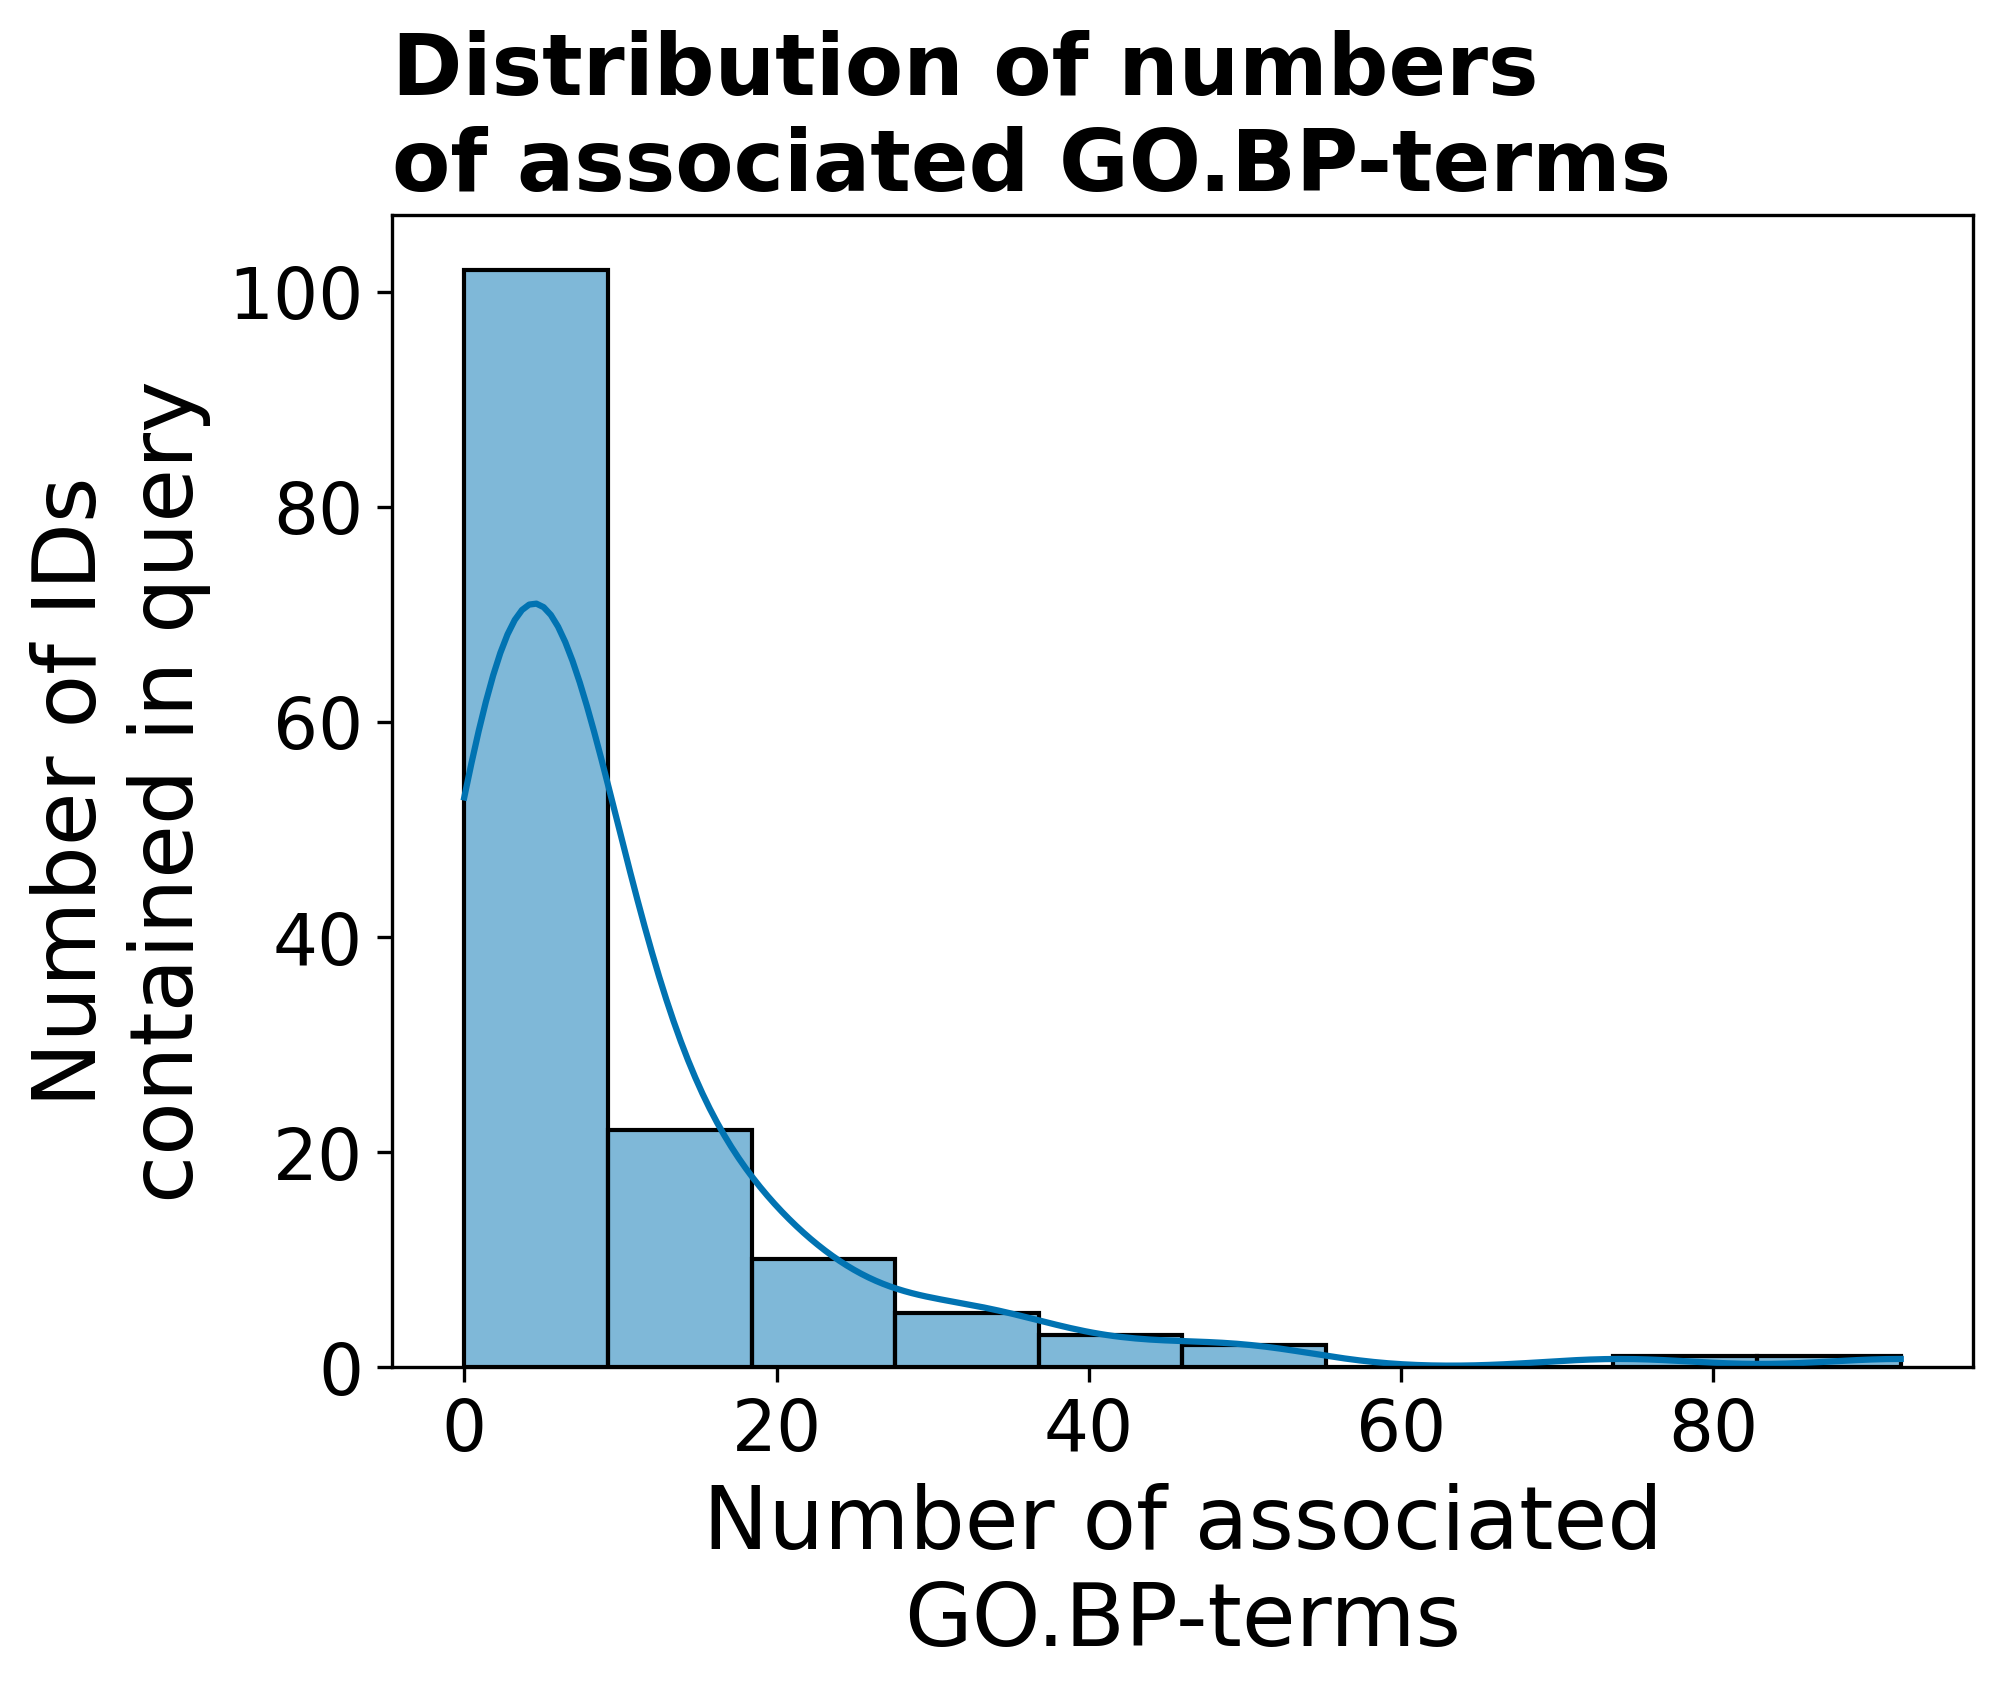 Distribution of numbers
of associated GO.BP-terms
Number of IDs
contained in query
100
80
60
40
20
0
0 20 40 60 80
Number of associated
GO.BP-terms